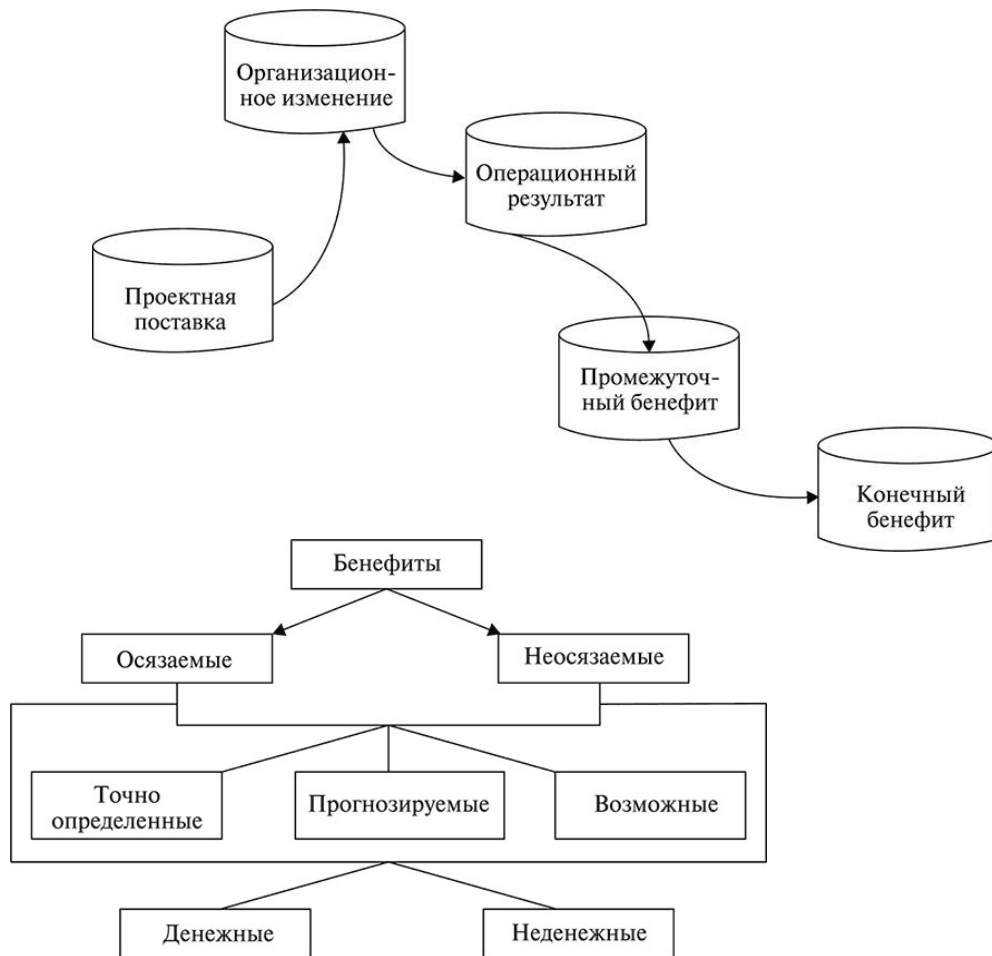 Организацион-
ное изменение
Операционный
результат
Проектная
поставка
Промежуточ-
ный бенефит
Конечный
бенефит
Бенефиты
Осязаемые
Неосязаемые
Точно
определенные
Прогнозируемые
Возможные
Денежные
Неденежные